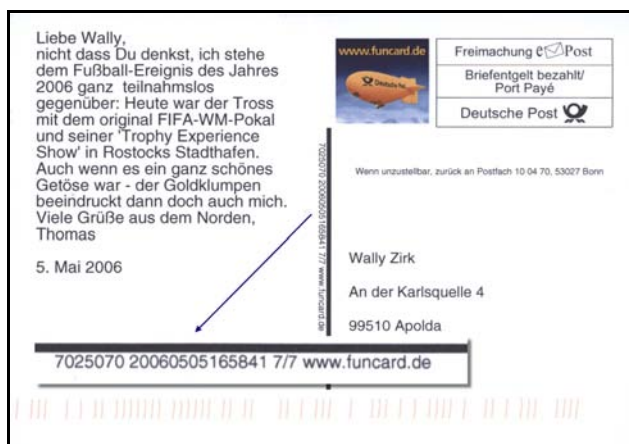 Liebe Wally,
nicht dass Du denkst, ich stehe
dem Fußball-Ereignis des Jahres
2006 ganz teilnahmslos
gegenüber: Heute war der Tross
mit dem original FIFA-WM-Pokal
und seiner 'Trophy Experience
Show' in Rostocks Stadthafen.
Auch wenn es ein ganz schönes
Getöse war - der Goldklumpen
beeindruckt dann doch auch mich.
Viele Grüße aus dem Norden,
Thomas
5. Mai 2006
7025070 20060505165841 7/7 www.funcard.de
www.funcard.de
Deutsche Post
Freimachung ePost
Briefentgelt bezahlt/
Port Payé
Deutsche Post
Wenn unzustellbar, zurück an Postfach 10 04 70, 53027 Bonn
Wally Zirk
An der Karlsquelle 4
99510 Apolda
7025070 20060505165841 7/7 www.funcard.de